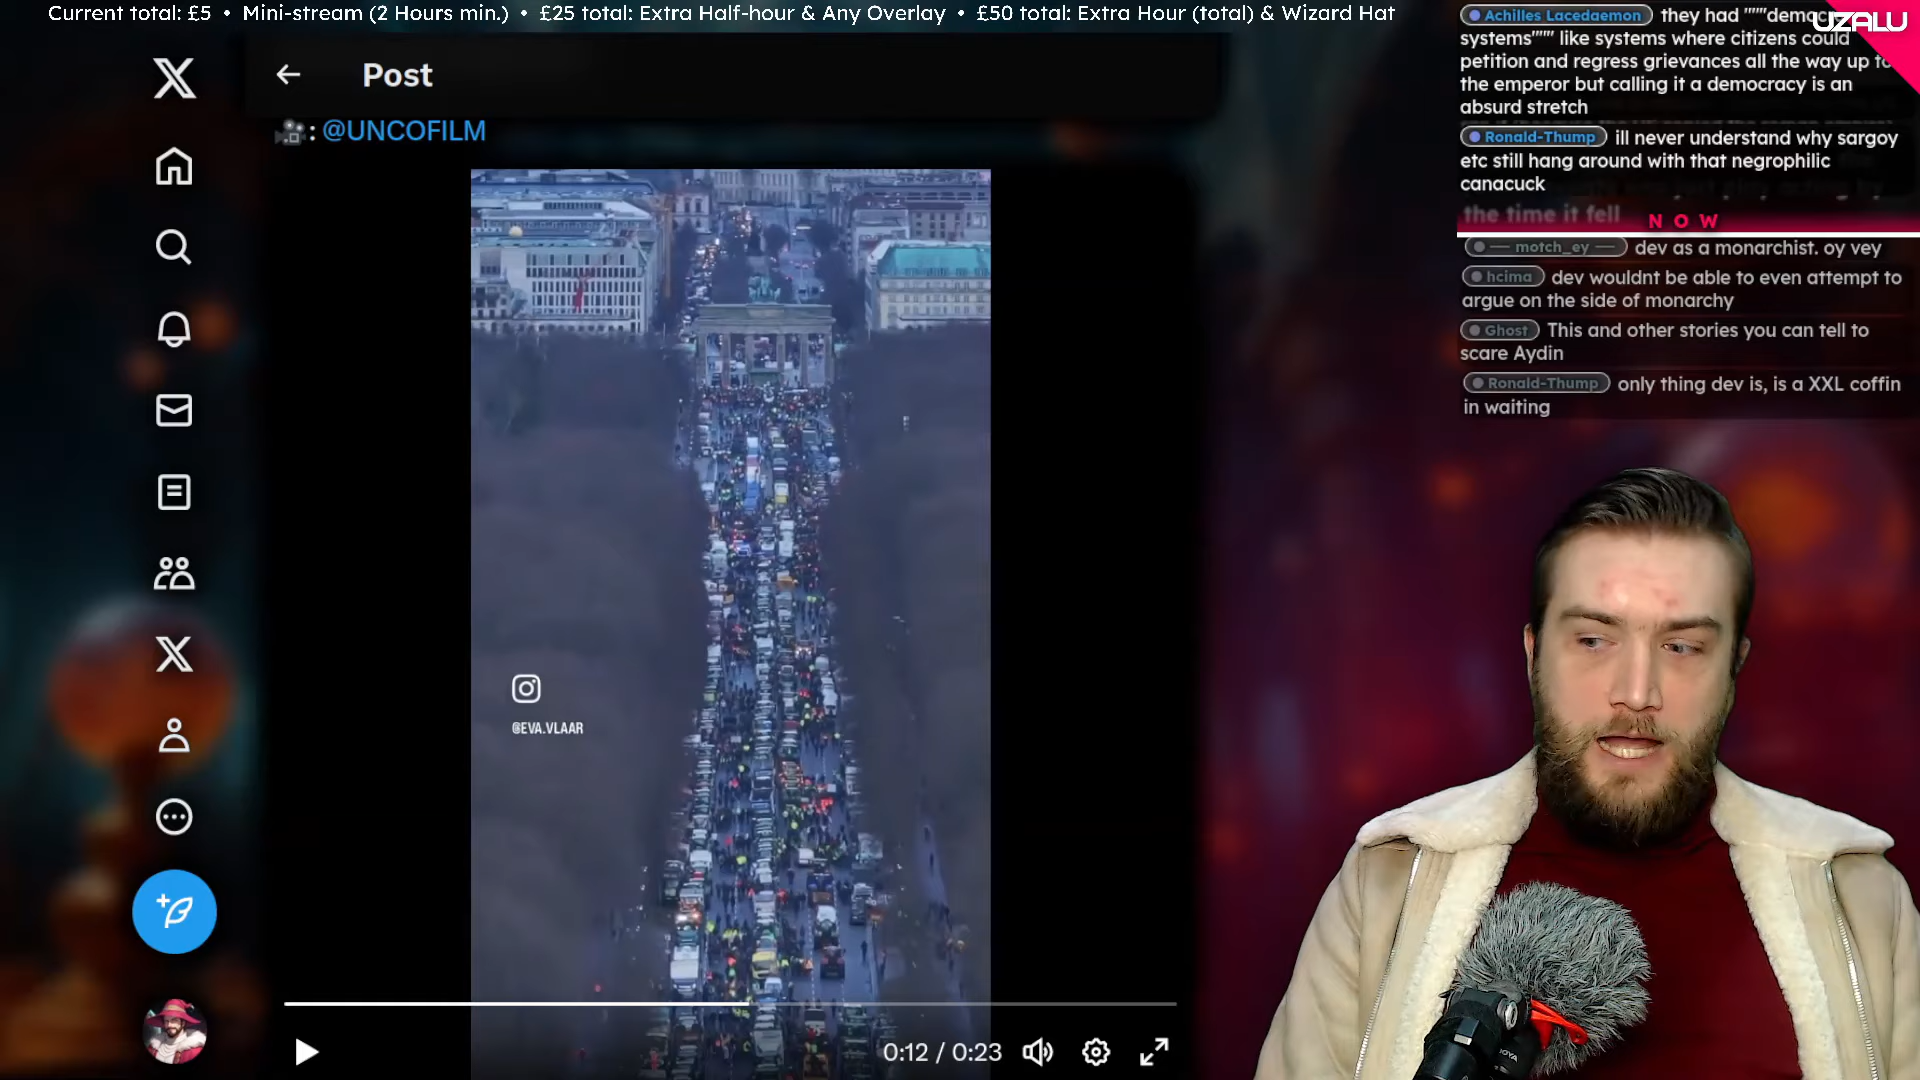 Current total: £5 • Mini-stream (2 Hours min.) • £25 total: Extra Half-hour & Any Overlay • £50 total: Extra Hour (total) & Wizard Hat
Post
: @UNCOFILM
@EVA.VLAAR
0:12 / 0:23
UZALU
Achilles Lacedaemon they had """democ
systems""" like systems where citizens could
petition and regress grievances all the way up to
the emperor but calling it a democracy is an
absurd stretch
Ronald-Thump ill never understand why sargoy
etc still hang around with that negrophilic
canacuck
the time it fell
NOW
motch_ey dev as a monarchist. oy vey
hcima dev wouldnt be able to even attempt to
argue on the side of monarchy
Ghost This and other stories you can tell to
scare Aydin
Ronald-Thump only thing dev is, is a XXL coffin
in waiting